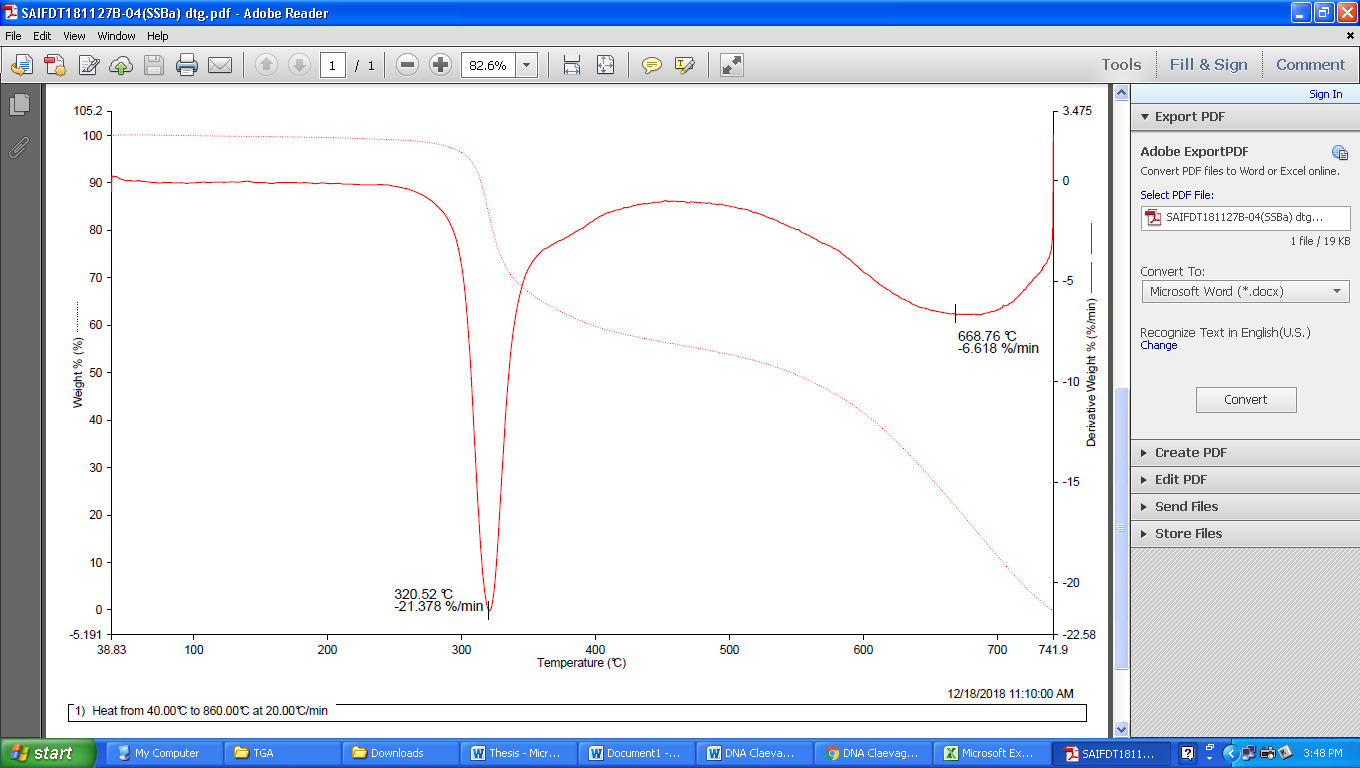 SAIFDT181127B-04(SSBa) dtg.pdf - Adobe Reader
File Edit View Window Help
1 / 1 82.6% Tools Fill & Sign Comment
Sign In
Export PDF
Adobe ExportPDF
Convert PDF files to Word or Excel online.
Select PDF File:
SAIFDT181127B-04(SSBa) dtg...
1 file / 19 KB
Convert To:
Microsoft Word (*.docx)
Recognize Text in English(U.S.)
Change
Convert
Create PDF
Edit PDF
Send Files
Store Files
105.2
100
90
80
70
60
50
40
30
20
10
0
-5.191
Weight % (%)
3.475
0
-5
-10
-15
-20
-22.58
Derivative Weight % (%/min)
668.76 °C
-6.618 %/min
320.52 °C
-21.378 %/min
38.83 100 200 300 400 500 600 700 741.9
Temperature (°C)
12/18/2018 11:10:00 AM
1) Heat from 40.00°C to 860.00°C at 20.00°C/min
start My Computer TGA Downloads Thesis - Micr... Document1 -... DNA Claeva... DNA Claevag... Microsoft Ex... SAIFDT1811... 3:48 PM